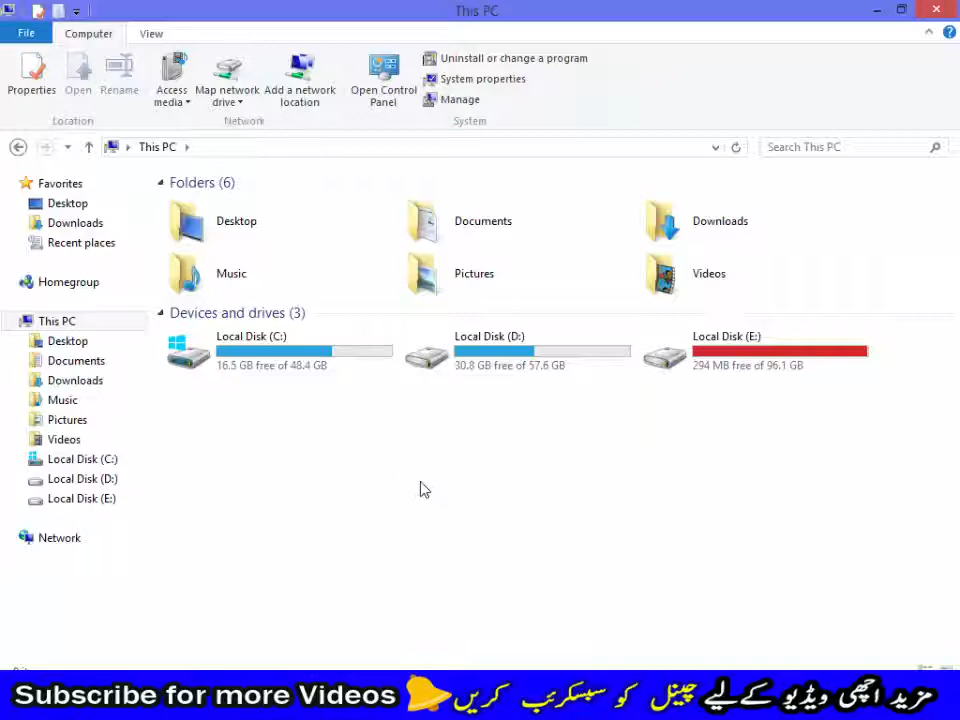 This PC
File
Computer
View
Properties
Open
Rename
Location
Access media
Map network drive
Add a network location
Network
Open Control Panel
Uninstall or change a program
System properties
Manage
System
This PC
Search This PC
Favorites
Desktop
Downloads
Recent places
Homegroup
This PC
Desktop
Documents
Downloads
Music
Pictures
Videos
Local Disk (C:)
Local Disk (D:)
Local Disk (E:)
Network
Folders (6)
Desktop
Documents
Downloads
Music
Pictures
Videos
Devices and drives (3)
Local Disk (C:)
16.5 GB free of 48.4 GB
Local Disk (D:)
30.8 GB free of 57.6 GB
Local Disk (E:)
294 MB free of 96.1 GB
Subscribe for more Videos
مزید اچھی ویڈیو کےلیے چینل کو سبسکرئب کریں